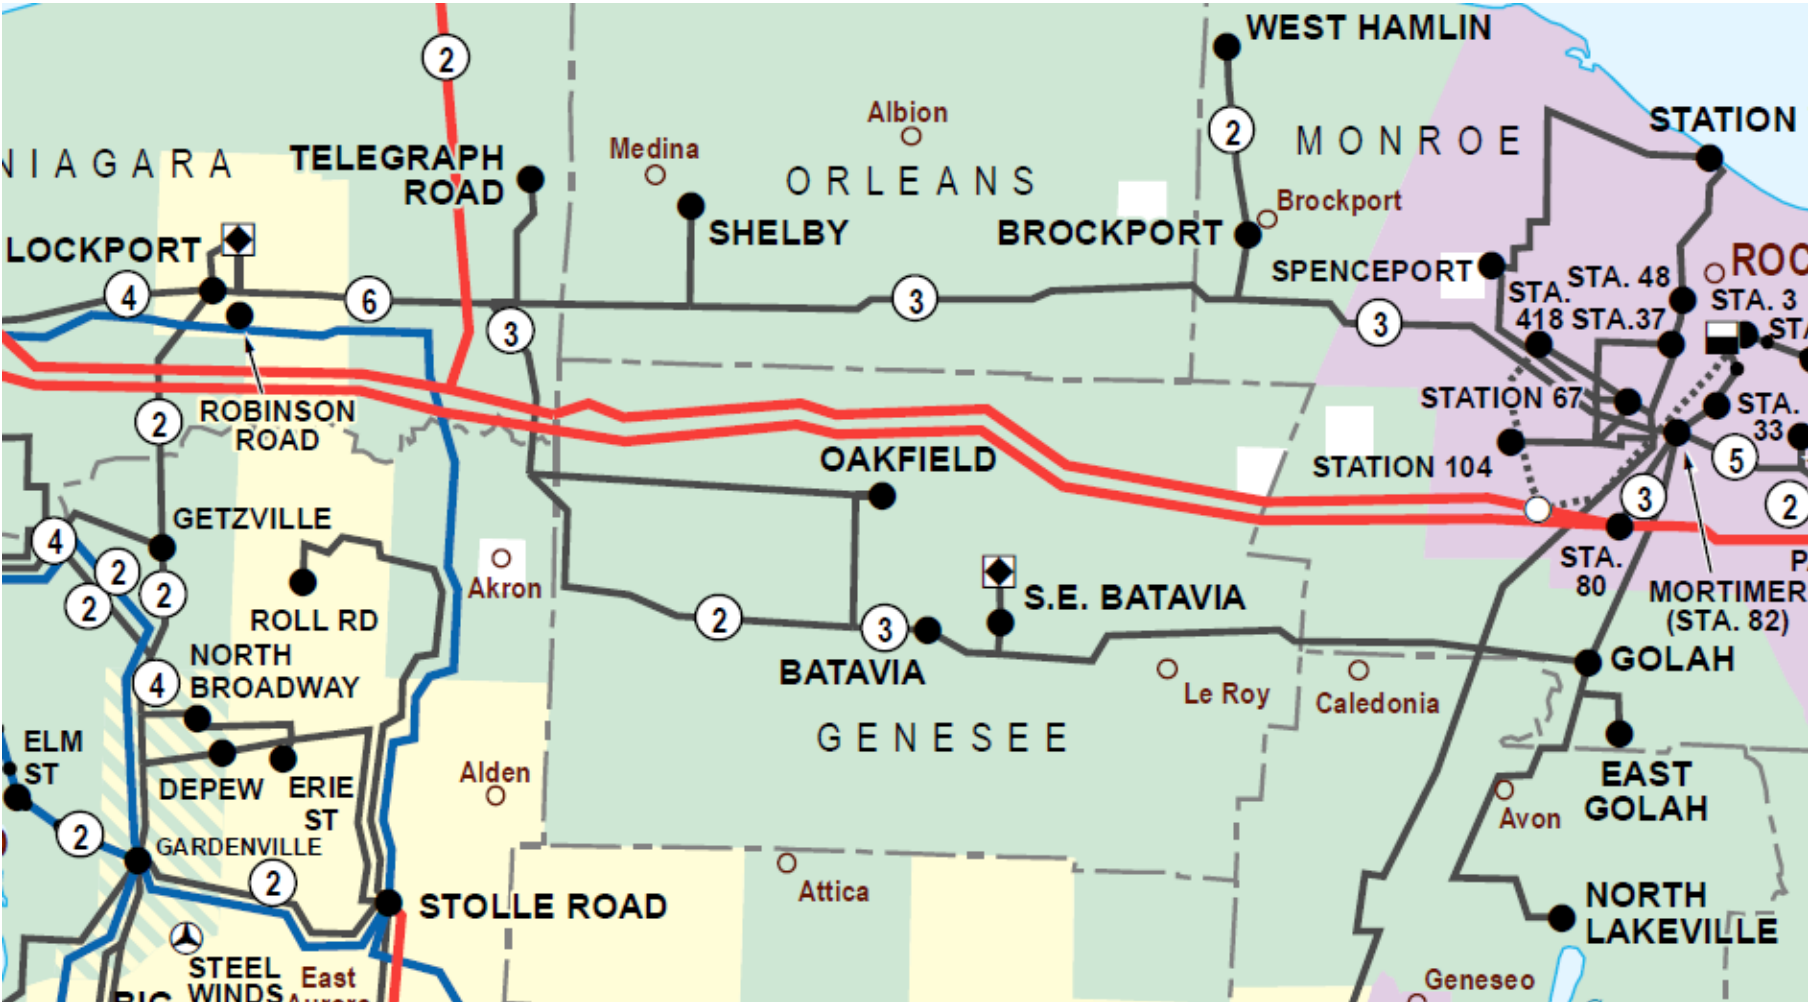 WEST HAMLIN
2
STATION
Albion
2
MONROE
Medina
TELEGRAPH
ROAD
NIAGARA
ORLEANS
Brockport
SHELBY
BROCKPORT
LOCKPORT
SPENCEPORT
ROC
STA. 48
STA. 3
STA.
418
STA.37
STA
4
6
3
3
3
ROBINSON
ROAD
STATION 67
STA.
33
2
OAKFIELD
STATION 104
5
3
2
GETZVILLE
4
2
2
2
Akron
STA.
80
P
ROLL RD
S.E. BATAVIA
MORTIMER
(STA. 82)
2
3
NORTH
BROADWAY
4
BATAVIA
GOLAH
Le Roy
Caledonia
GENESEE
ELM
ST
DEPEW
ERIE
ST
Alden
EAST
GOLAH
Avon
2
GARDENVILLE
2
Attica
STOLLE ROAD
NORTH
LAKEVILLE
STEEL
WINDS
East
Aurora
BIG
Geneseo